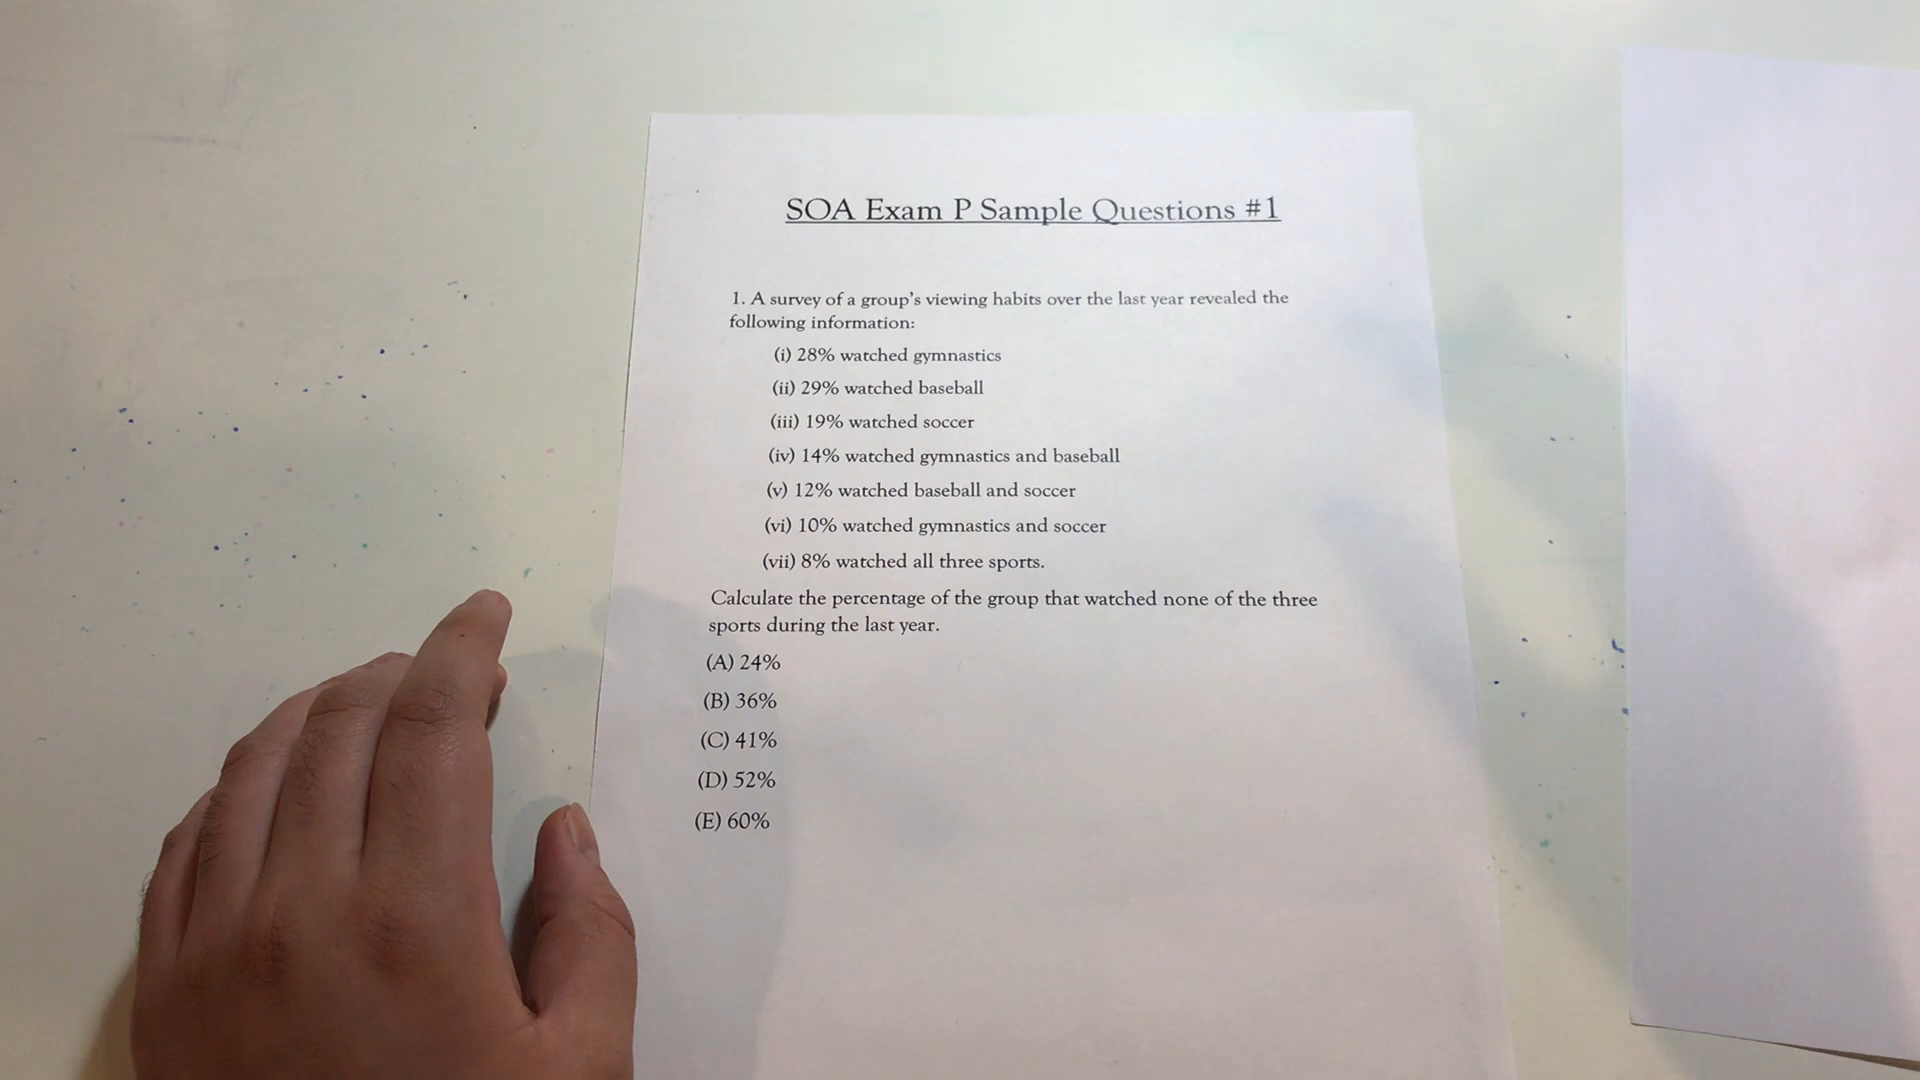 SOA Exam P Sample Questions #1
1. A survey of a group's viewing habits over the last year revealed the
following information:
(i) 28% watched gymnastics
(ii) 29% watched baseball
(iii) 19% watched soccer
(iv) 14% watched gymnastics and baseball
(v) 12% watched baseball and soccer
(vi) 10% watched gymnastics and soccer
(vii) 8% watched all three sports.
Calculate the percentage of the group that watched none of the three
sports during the last year.
(A) 24%
(B) 36%
(C) 41%
(D) 52%
(E) 60%